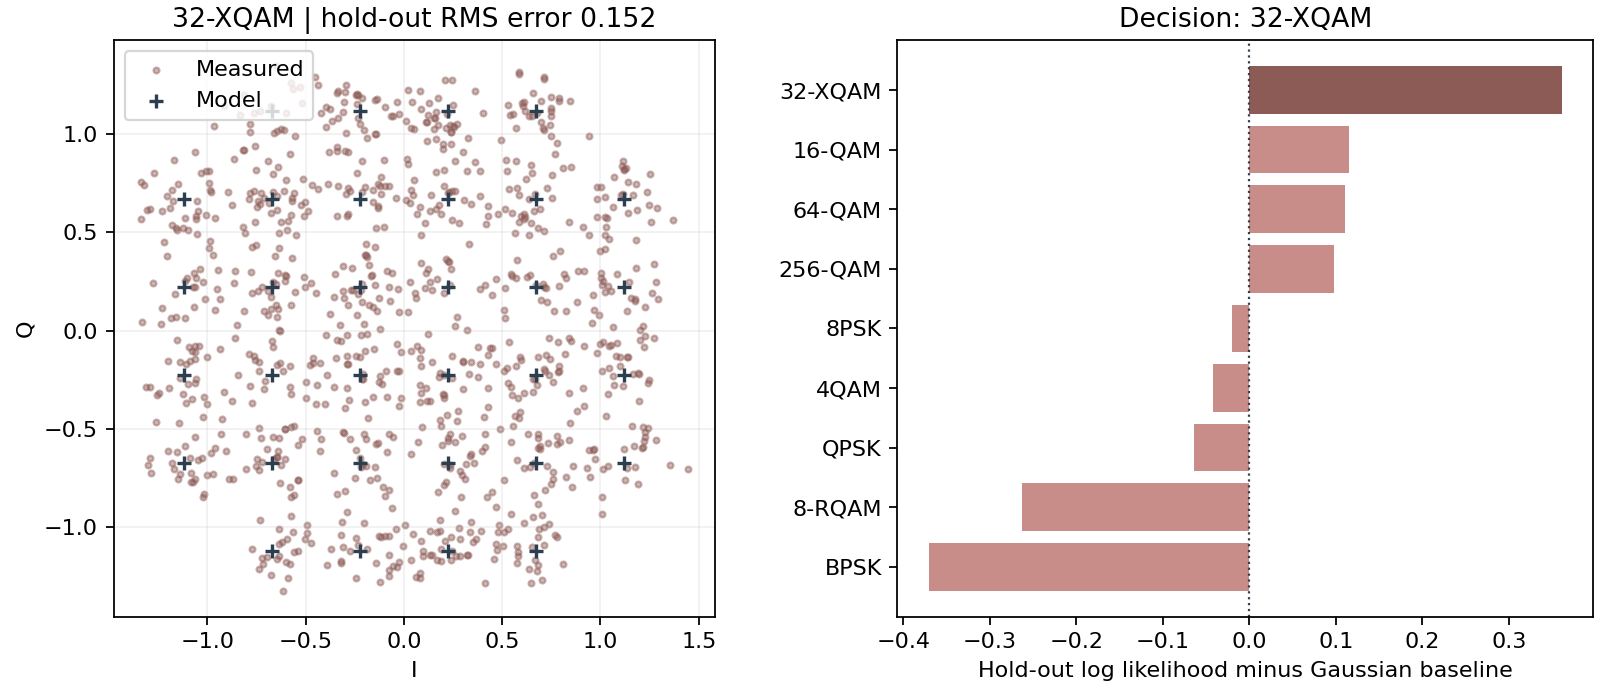 32-XQAM | hold-out RMS error 0.152
Measured
Model
1.0
0.5
0.0
−0.5
−1.0
Q
−1.0
−0.5
0.0
0.5
1.0
1.5
I
Decision: 32-XQAM
32-XQAM
16-QAM
64-QAM
256-QAM
8PSK
4QAM
QPSK
8-RQAM
BPSK
−0.4
−0.3
−0.2
−0.1
0.0
0.1
0.2
0.3
Hold-out log likelihood minus Gaussian baseline